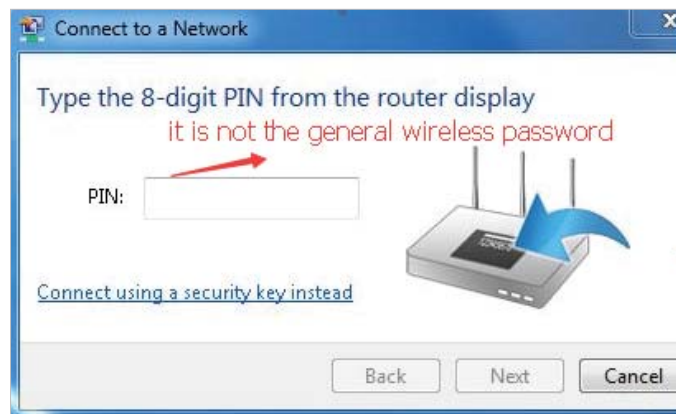 Connect to a Network
Type the 8-digit PIN from the router display
it is not the general wireless password
PIN:
Connect using a security key instead
Back Next Cancel